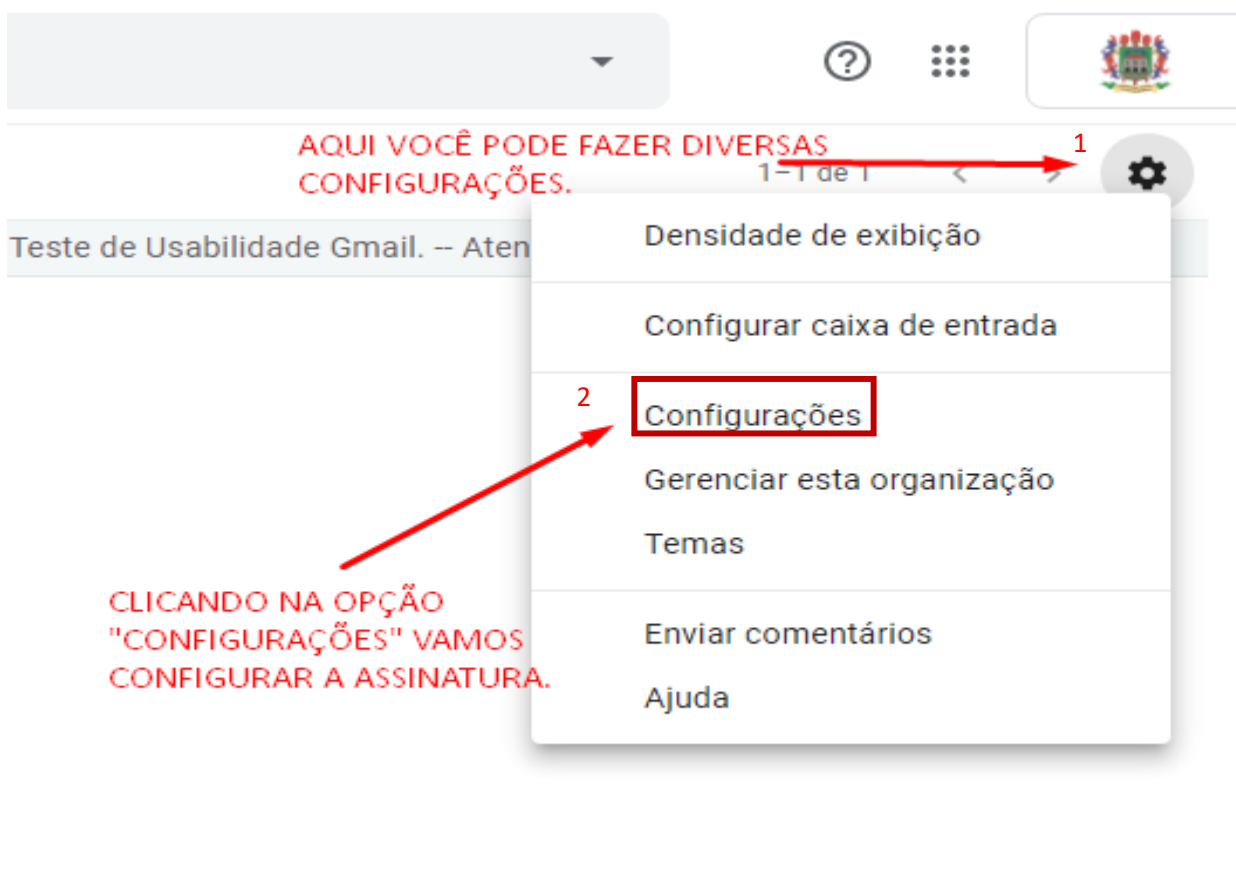 AQUI VOCÊ PODE FAZER DIVERSAS
CONFIGURAÇÕES.
1
1–1 de 1
Teste de Usabilidade Gmail. -- Aten
Densidade de exibição
Configurar caixa de entrada
2
Configurações
Gerenciar esta organização
Temas
CLICANDO NA OPÇÃO
"CONFIGURAÇÕES" VAMOS
CONFIGURAR A ASSINATURA.
Enviar comentários
Ajuda